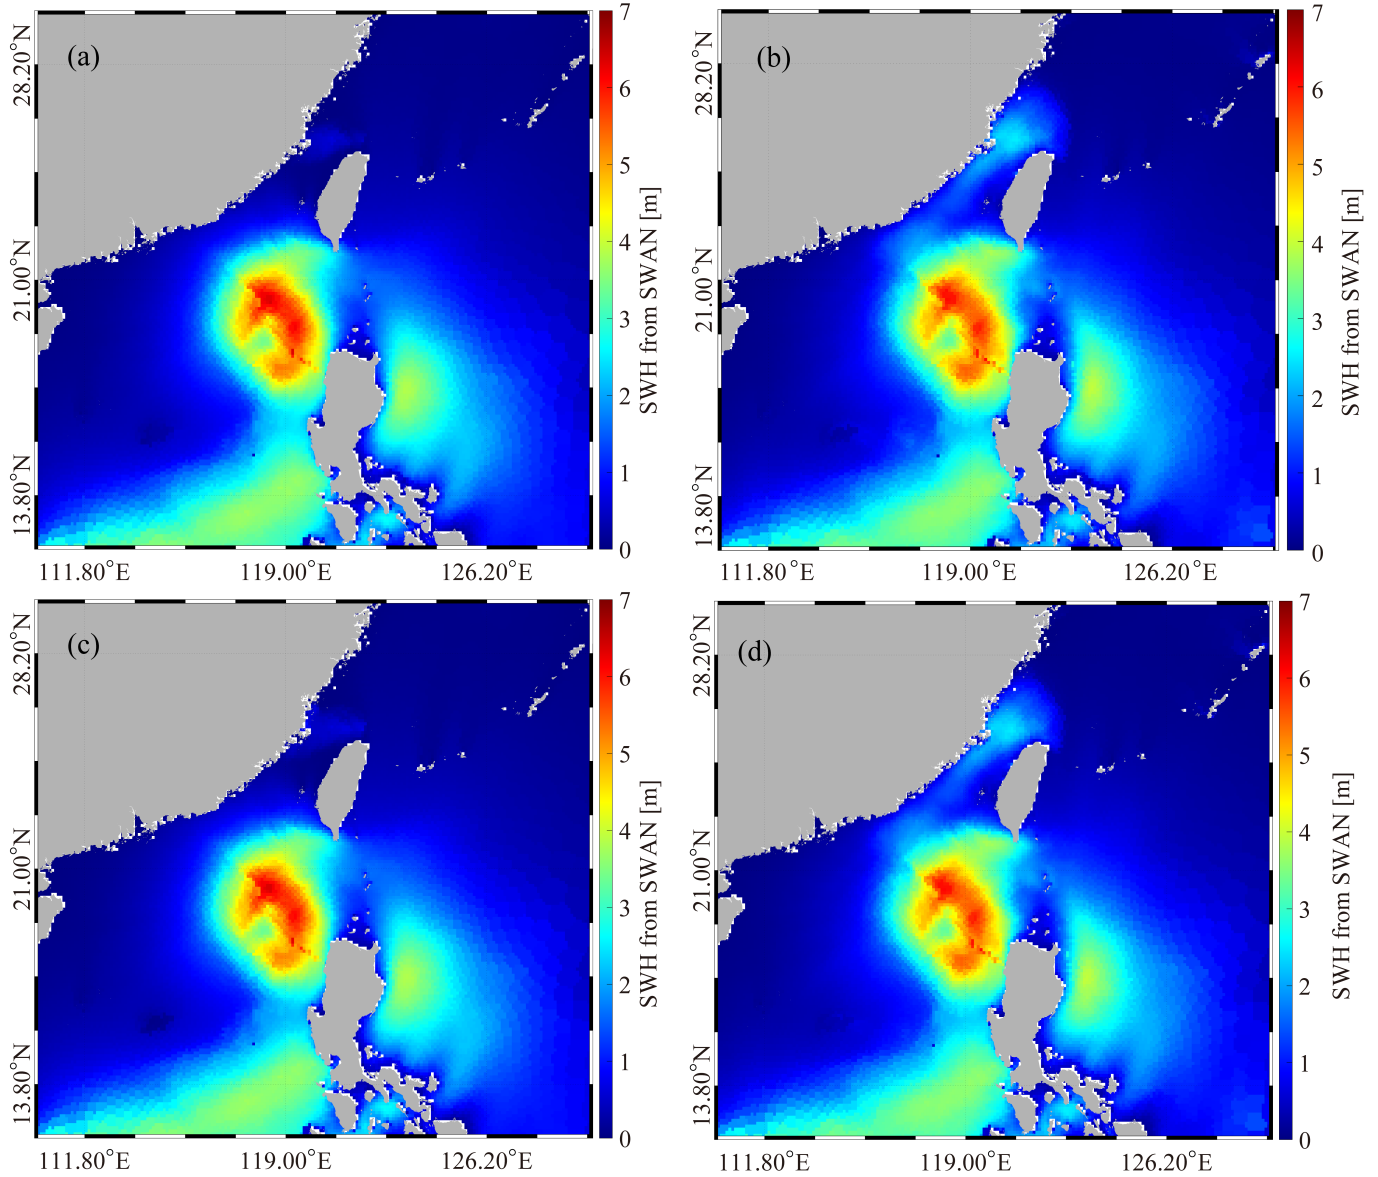 (a)
28.20°N
21.00°N
13.80°N
111.80°E
119.00°E
126.20°E
7
6
5
4
3
2
1
0
SWH from SWAN [m]
(b)
28.20°N
21.00°N
13.80°N
111.80°E
119.00°E
126.20°E
7
6
5
4
3
2
1
0
SWH from SWAN [m]
(c)
28.20°N
21.00°N
13.80°N
111.80°E
119.00°E
126.20°E
7
6
5
4
3
2
1
0
SWH from SWAN [m]
(d)
28.20°N
21.00°N
13.80°N
111.80°E
119.00°E
126.20°E
7
6
5
4
3
2
1
0
SWH from SWAN [m]